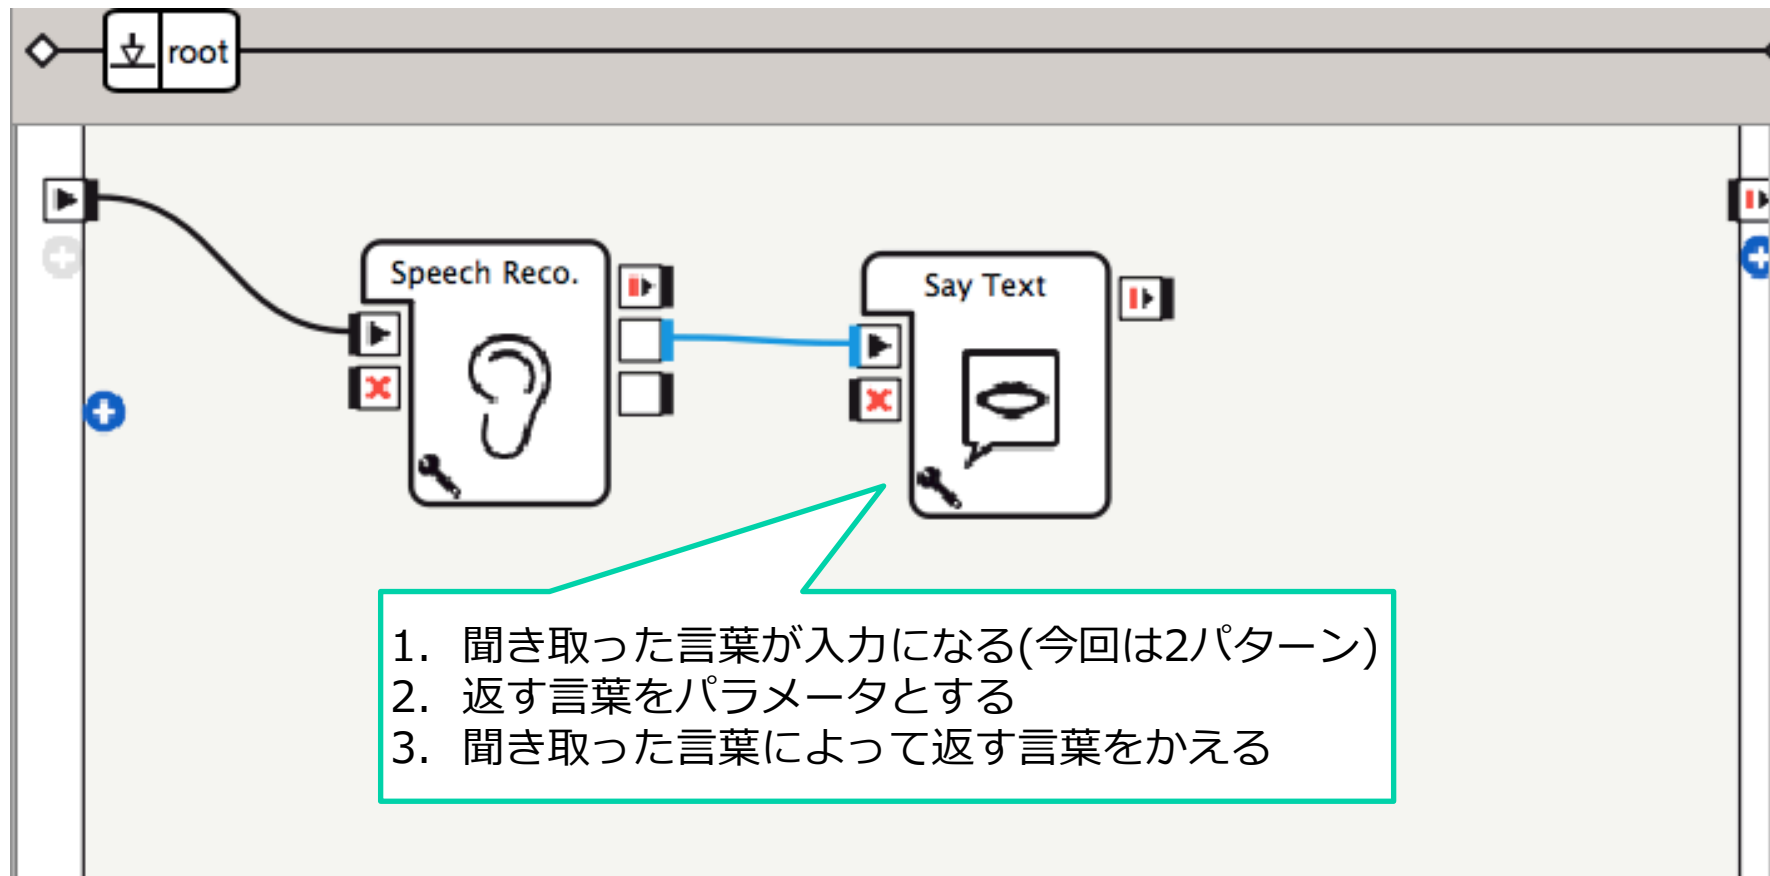 root
Speech Reco.
Say Text
1. 聞き取った言葉が入力になる(今回は2パターン)
2. 返す言葉をパラメータとする
3. 聞き取った言葉によって返す言葉をかえる